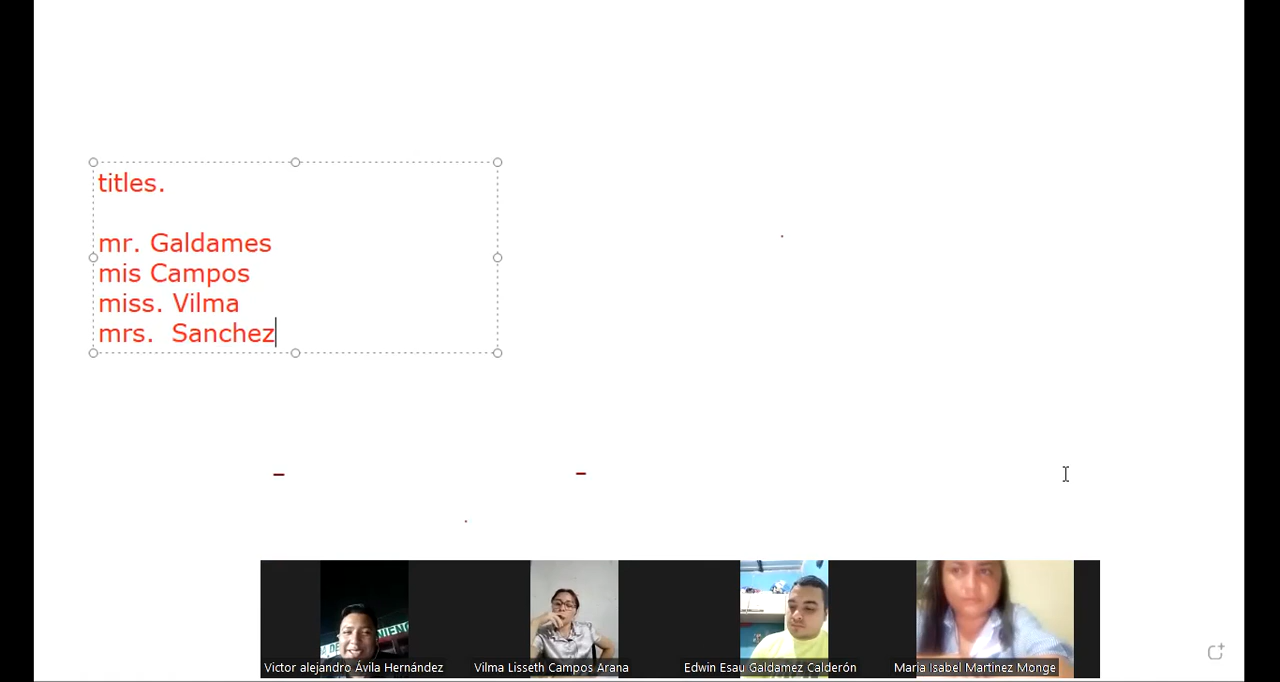 titles.
mr. Galdames
mis Campos
miss. Vilma
mrs. Sanchez
Victor alejandro Ávila Hernández
Vilma Lisseth Campos Arana
Edwin Esau Galdamez Calderón
Maria Isabel Martinez Monge